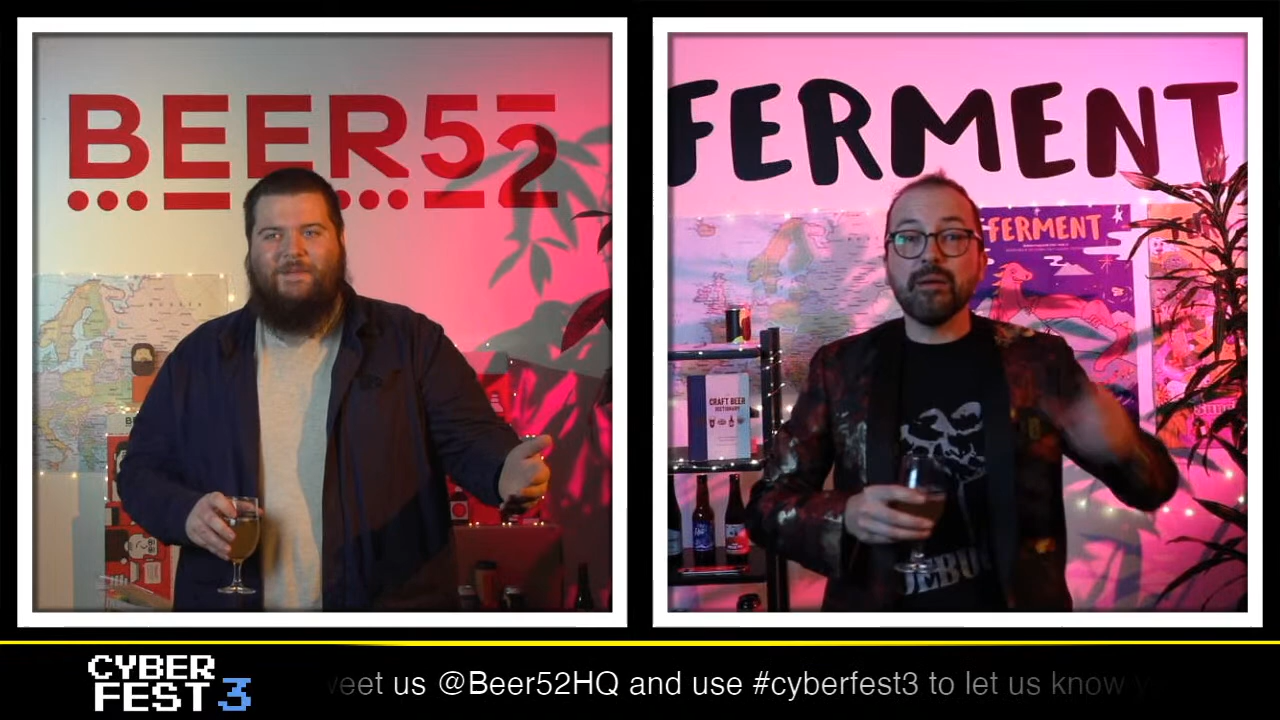 BEER52
FERMENT
FERMENT
CRAFT BEER
DICTIONARY
CYBER
FEST 3
eet us @Beer52HQ and use #cyberfest3 to let us know